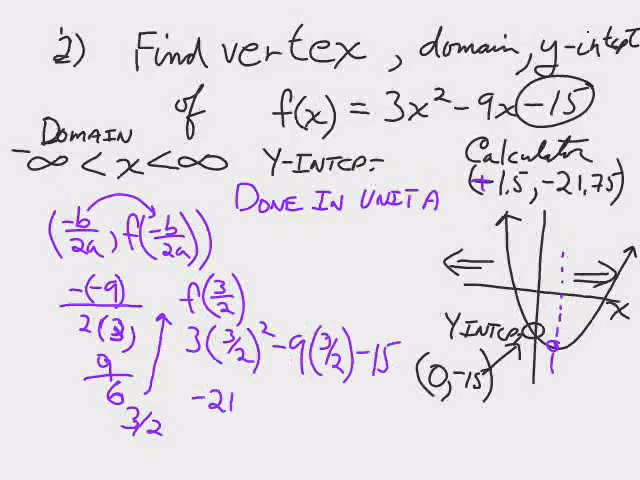 2) Find vertex, domain, y-intcpt
of f(x) = 3x² - 9x - 15
DOMAIN
-∞ < x < ∞
Y-INTCP:
Calculator
(+1.5, -21.75)
DONE IN UNIT A
(-b/2a, f(-b/2a))
-(-9)/2(3)
f(3/2)
3(3/2)² - 9(3/2) - 15
9/6
3/2
-21
Y INTCP
(0, -15)
X